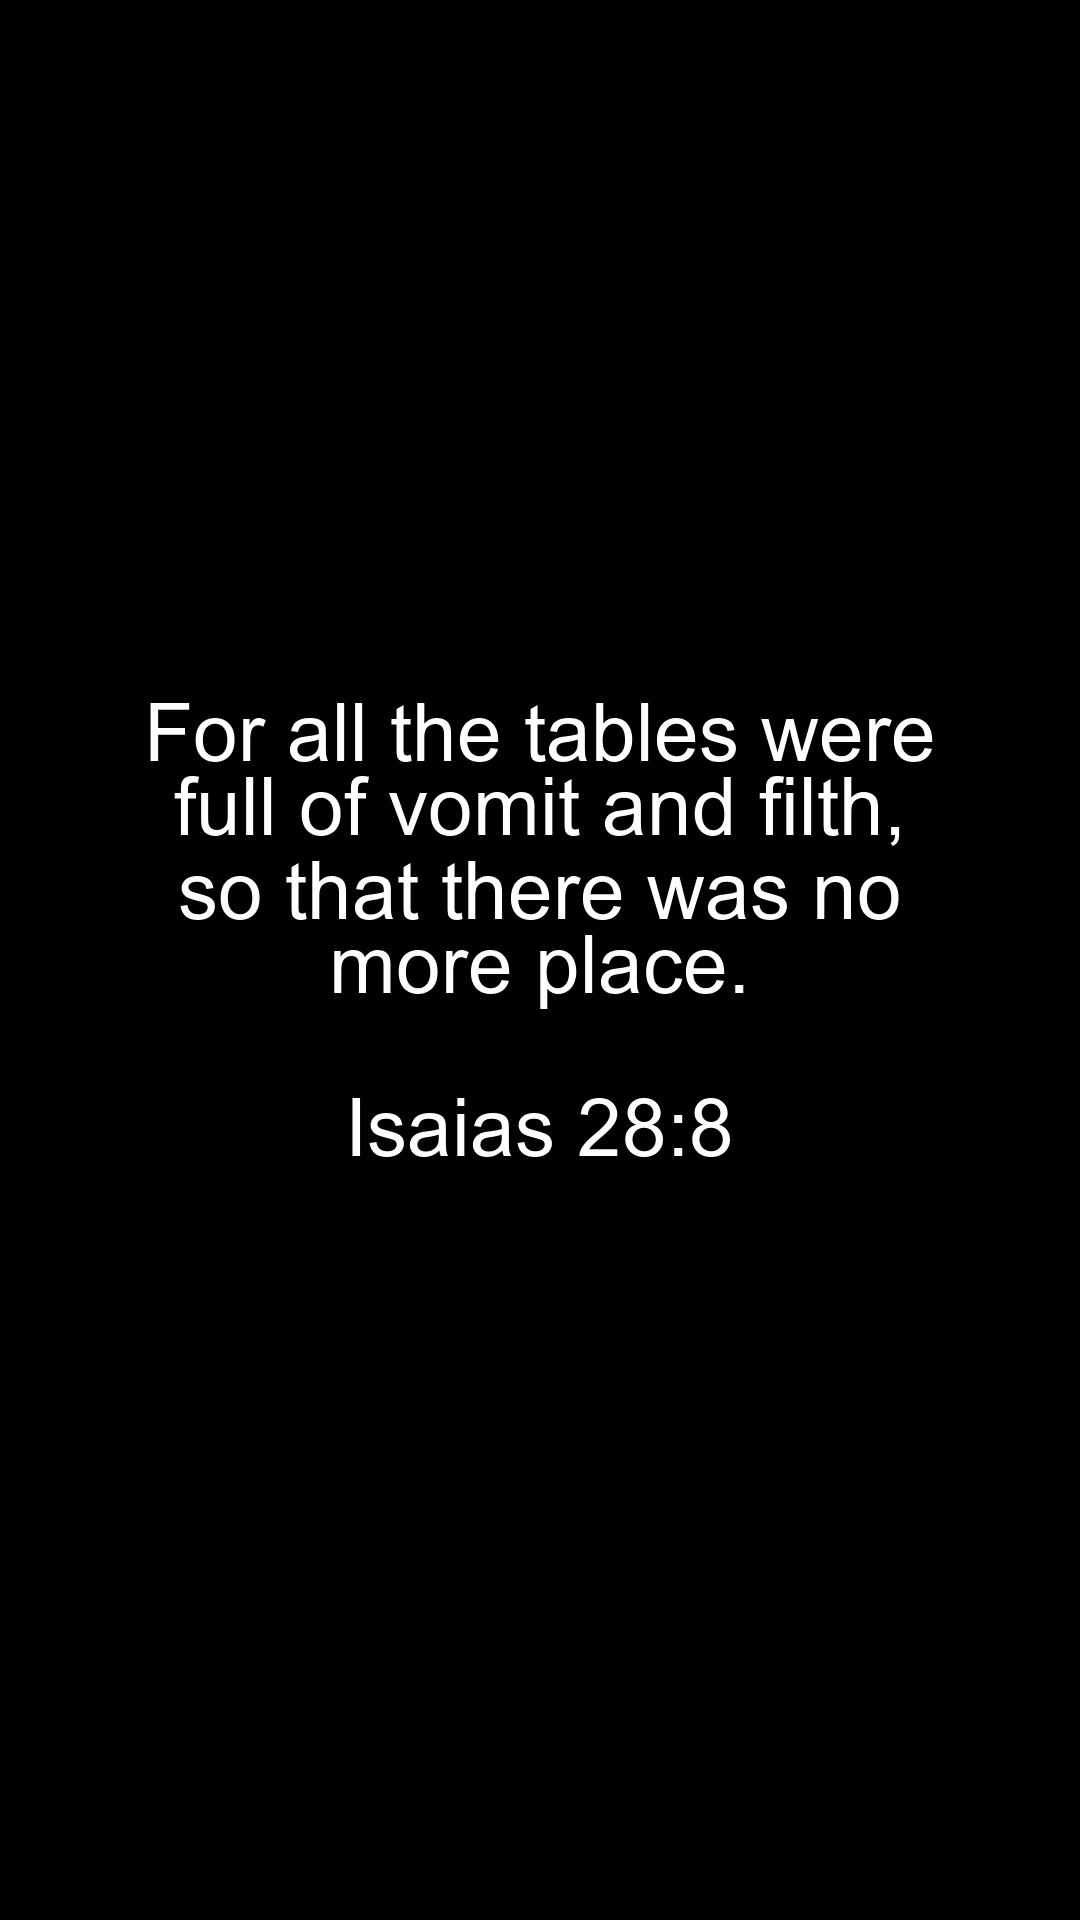 For all the tables were
full of vomit and filth,
so that there was no
more place.
Isaias 28:8